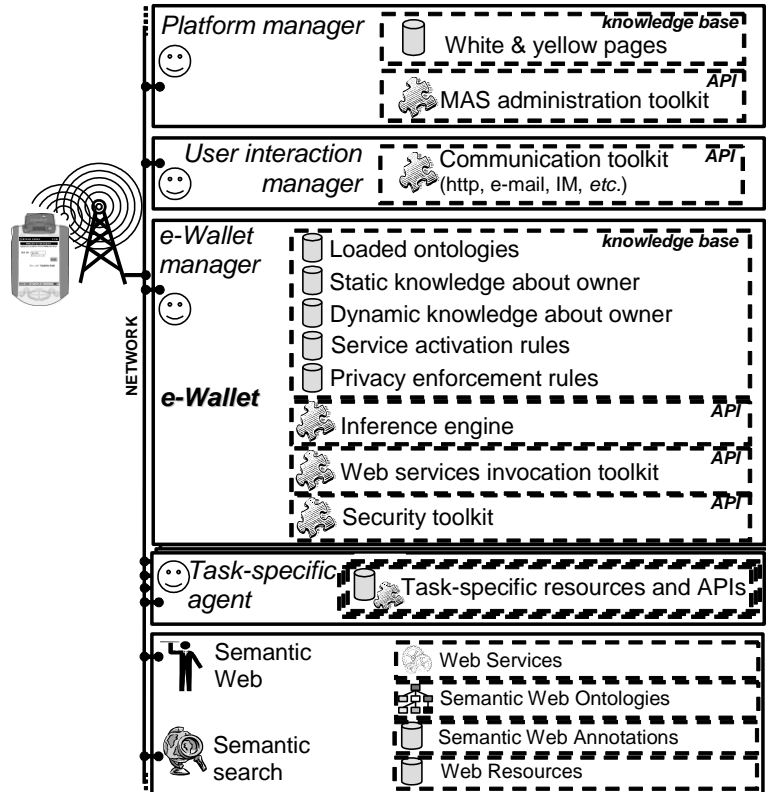 Platform manager
knowledge base
White & yellow pages
API
MAS administration toolkit
User interaction
manager
Communication toolkit
API
(http, e-mail, IM, etc.)
e-Wallet
manager
knowledge base
Loaded ontologies
Static knowledge about owner
Dynamic knowledge about owner
Service activation rules
Privacy enforcement rules
NETWORK
e-Wallet
API
Inference engine
API
Web services invocation toolkit
API
Security toolkit
Task-specific
agent
Task-specific resources and APIs
Semantic
Web
Web Services
Semantic Web Ontologies
Semantic
search
Semantic Web Annotations
Web Resources